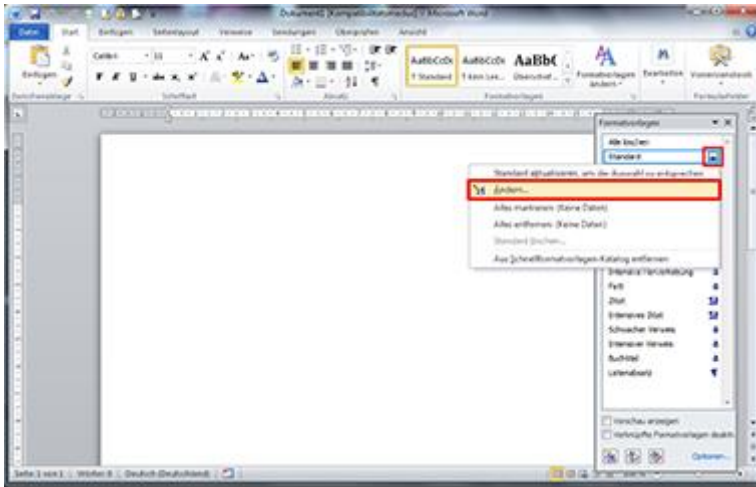 Dokument1 [Kompatibilitätsmodus] - Microsoft Word
Datei Start Einfügen Seitenlayout Verweise Sendungen Überprüfen Ansicht
Calibri 11
Einfügen
F K U
AaBbCcDc AaBbCcDc AaBbC
¶ Standard ¶ Kein Lee... Überschrif...
Formatvorlagen ändern
Bearbeiten
Zwischenablage Schriftart Absatz Formatvorlagen
Formatvorlagen
Alle löschen
Standard
Standard aktualisieren, um der Auswahl zu entsprechen
Ändern...
Alles markieren: (Keine Daten)
Alles entfernen: (Keine Daten)
Standard löschen...
Aus Schnellformatvorlagen-Katalog entfernen
Intensive Hervorhebung
Fett
Zitat
Intensives Zitat
Schwacher Verweis
Intensiver Verweis
Buchtitel
Listenabsatz
Vorschau anzeigen
Verknüpfte Formatvorlagen deakti
Optionen...
Seite: 1 von 1 Wörter: 0 Deutsch (Deutschland)